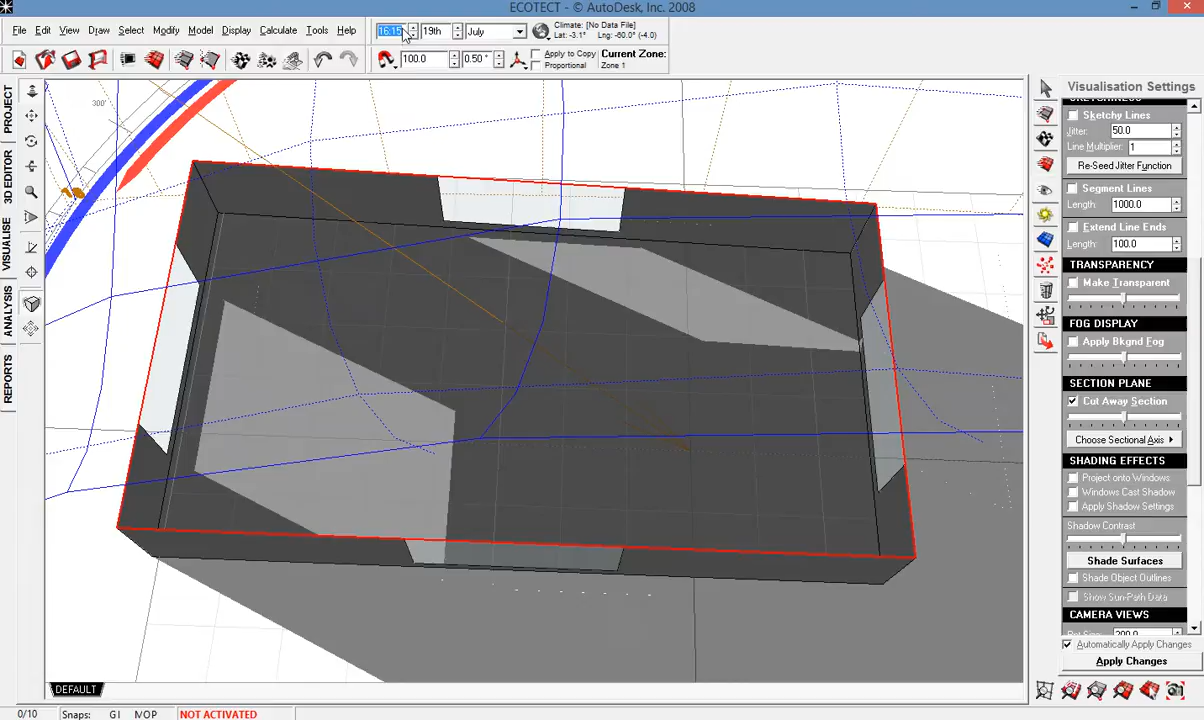 ECOTECT - © AutoDesk, Inc. 2008
File Edit View Draw Select Modify Model Display Calculate Tools Help
16:15 19th July
Climate: [No Data File]
Lat: -3.1° Lng: -60.0° (-4.0)
100.0 0.50 °
Apply to Copy
Proportional
Current Zone:
Zone 1
PROJECT
3D EDITOR
VISUALISE
ANALYSIS
REPORTS
300°
Visualisation Settings
Sketchy Lines
Jitter: 50.0
Line Multiplier: 1
Re-Seed Jitter Function
Segment Lines
Length: 1000.0
Extend Line Ends
Length: 100.0
TRANSPARENCY
Make Transparent
FOG DISPLAY
Apply Bkgnd Fog
SECTION PLANE
Cut Away Section
Choose Sectional Axis
SHADING EFFECTS
Project onto Windows
Windows Cast Shadow
Apply Shadow Settings
Shadow Contrast
Shade Surfaces
Shade Object Outlines
Show Sun-Path Data
CAMERA VIEWS
Automatically Apply Changes
Apply Changes
DEFAULT
0/10 Snaps: GI MOP NOT ACTIVATED